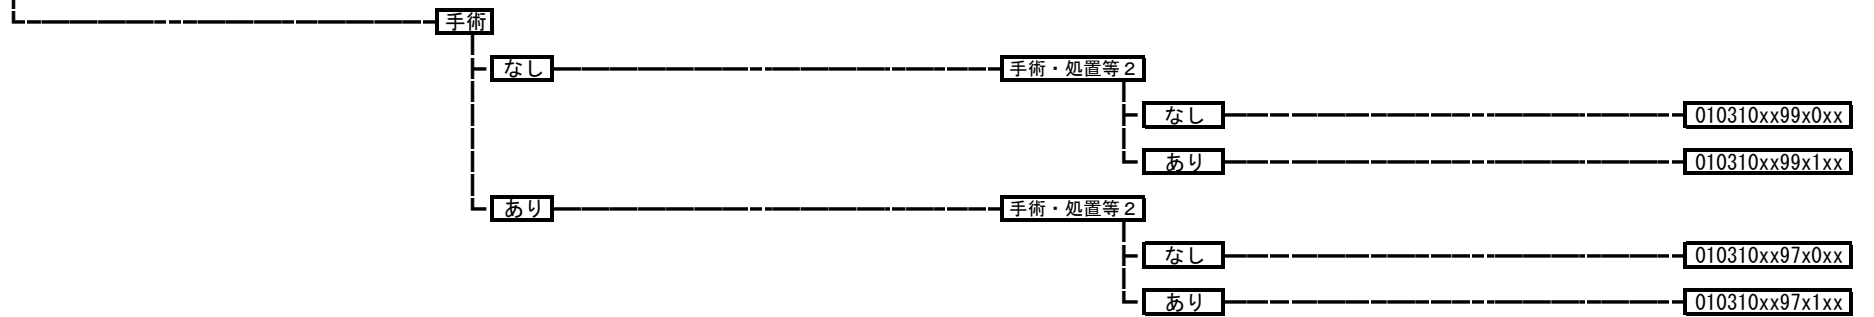 手術
なし 手術・処置等２
なし 010310xx99x0xx
あり 010310xx99x1xx
あり 手術・処置等２
なし 010310xx97x0xx
あり 010310xx97x1xx